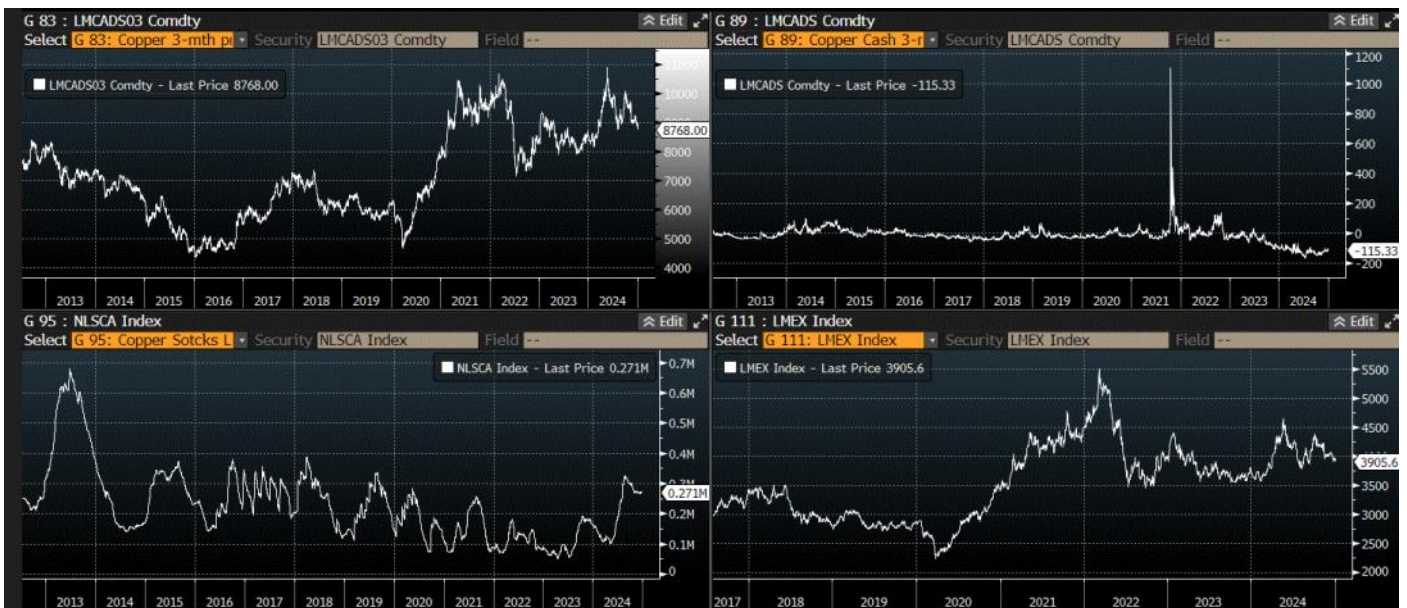 G 83 : LMCADS03 Comdty
Edit
Select G 83: Copper 3-mth pr Security LMCADS03 Comdty Field --
LMCADS03 Comdty - Last Price 8768.00
11000
10000
9000
8768.00
8000
7000
6000
5000
4000
2013 2014 2015 2016 2017 2018 2019 2020 2021 2022 2023 2024
G 89 : LMCADS Comdty
Edit
Select G 89: Copper Cash 3-r Security LMCADS Comdty Field --
LMCADS Comdty - Last Price -115.33
1200
1000
800
600
400
200
0
-115.33
-200
2013 2014 2015 2016 2017 2018 2019 2020 2021 2022 2023 2024
G 95 : NLSCA Index
Edit
Select G 95: Copper Sotcks L Security NLSCA Index Field --
NLSCA Index - Last Price 0.271M
0.7M
0.6M
0.5M
0.4M
0.3M
0.271M
0.2M
0.1M
0
2013 2014 2015 2016 2017 2018 2019 2020 2021 2022 2023 2024
G 111 : LMEX Index
Edit
Select G 111: LMEX Index Security LMEX Index Field --
LMEX Index - Last Price 3905.6
5500
5000
4500
3905.6
3500
3000
2500
2000
2017 2018 2019 2020 2021 2022 2023 2024